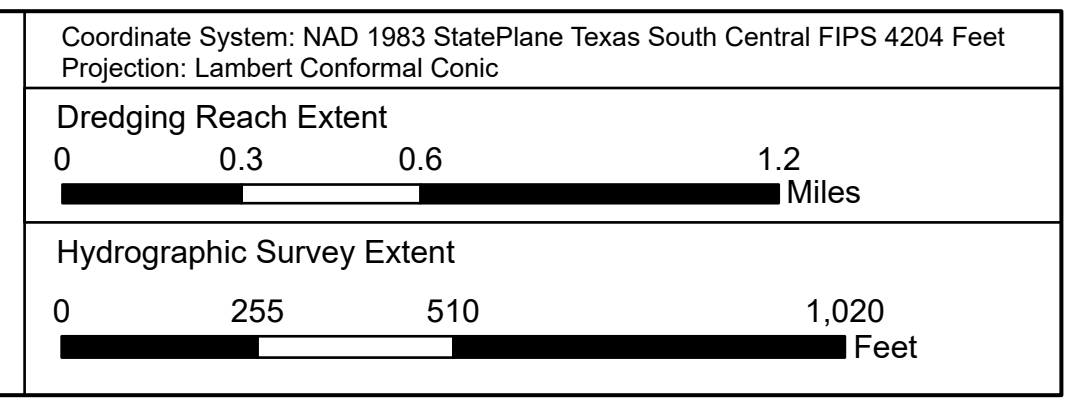 Coordinate System: NAD 1983 StatePlane Texas South Central FIPS 4204 Feet
Projection: Lambert Conformal Conic
Dredging Reach Extent
0 0.3 0.6 1.2
Miles
Hydrographic Survey Extent
0 255 510 1,020
Feet